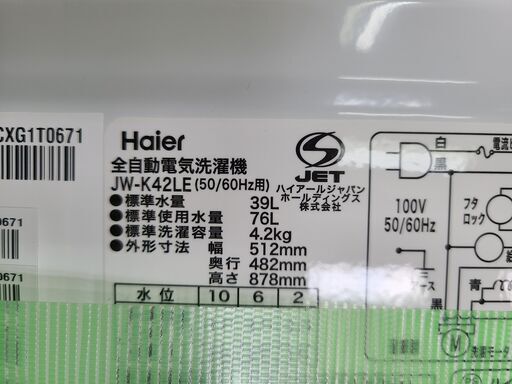 CXG1T0671
Haier
全自動電気洗濯機
JW-K42LE(50/60Hz用)
●標準水量 39L
●標準使用水量 76L
●標準洗濯容量 4.2kg
●外形寸法 幅 512mm
奥行 482mm
高さ 878mm
水位 10 6 2
S
JET
ハイアールジャパン
ホールディングス
株式会社
T0671
0671
白
黒
100V
50/60Hz
フタ
ロック
アース
青
黒
M